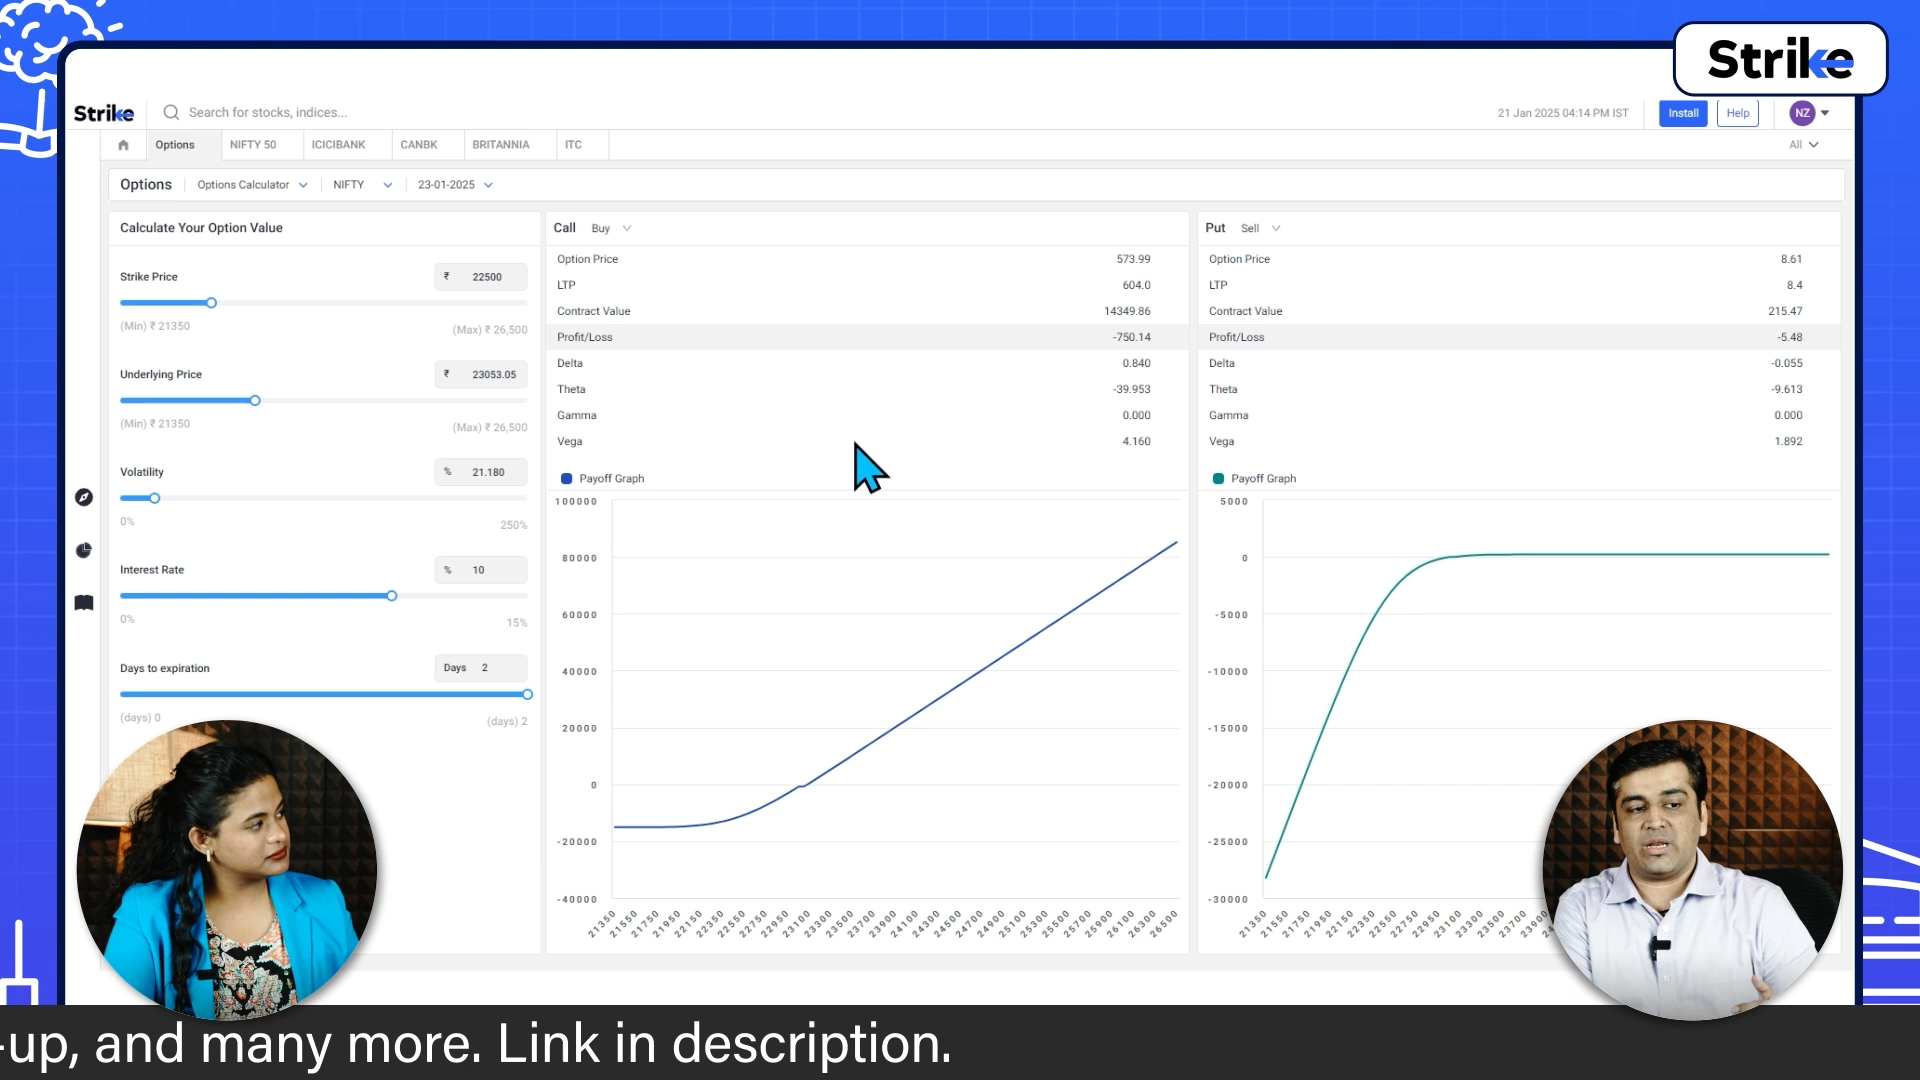 Strike
Strike
Search for stocks, indices...
21 Jan 2025 04:14 PM IST
Install
Help
NZ
Options
NIFTY 50
ICICIBANK
CANBK
BRITANNIA
ITC
All
Options
Options Calculator
NIFTY
23-01-2025
Calculate Your Option Value
Strike Price
₹ 22500
(Min) ₹ 21350
(Max) ₹ 26,500
Underlying Price
₹ 23053.05
(Min) ₹ 21350
(Max) ₹ 26,500
Volatility
% 21.180
0%
250%
Interest Rate
% 10
0%
15%
Days to expiration
Days 2
(days) 0
(days) 2
Call Buy
Option Price 573.99
LTP 604.0
Contract Value 14349.86
Profit/Loss -750.14
Delta 0.840
Theta -39.953
Gamma 0.000
Vega 4.160
Payoff Graph
100000
80000
60000
40000
20000
0
-20000
-40000
21350 21550 21750 21950 22150 22350 22550 22750 22950 23100 23300 23500 23700 23900 24100 24300 24500 24700 24900 25100 25300 25500 25700 25900 26100 26300 26500
Put Sell
Option Price 8.61
LTP 8.4
Contract Value 215.47
Profit/Loss -5.48
Delta -0.055
Theta -9.613
Gamma 0.000
Vega 1.892
Payoff Graph
5000
0
-5000
-10000
-15000
-20000
-25000
-30000
21350 21550 21750 21950 22150 22350 22550 22750 22950 23100 23300 23500 23700 23900
-up, and many more. Link in description.